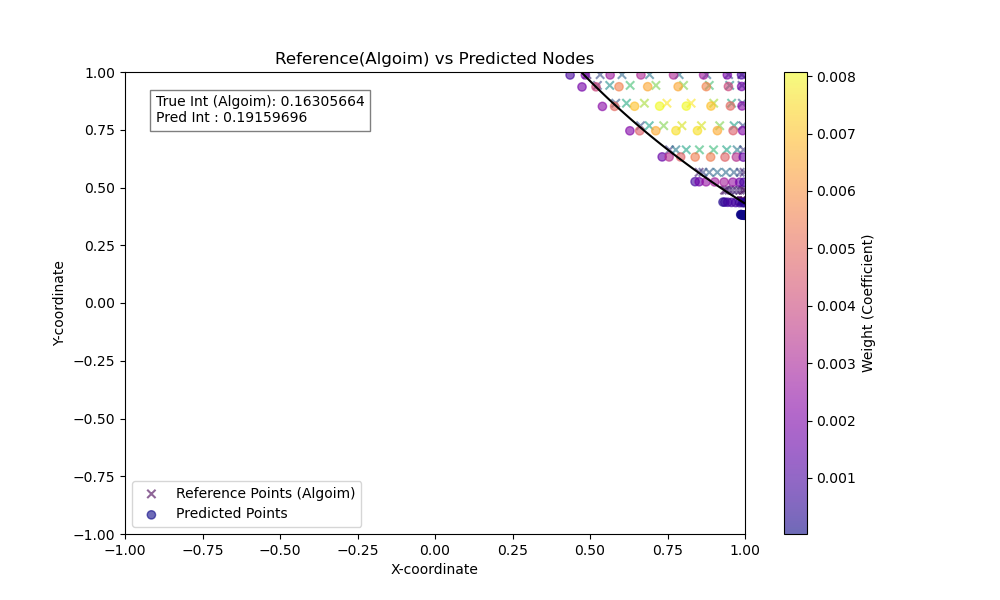 Reference(Algoim) vs Predicted Nodes
True Int (Algoim): 0.16305664
Pred Int : 0.19159696
Y-coordinate
1.00
0.75
0.50
0.25
0.00
−0.25
−0.50
−0.75
−1.00
Reference Points (Algoim)
Predicted Points
−1.00 −0.75 −0.50 −0.25 0.00 0.25 0.50 0.75 1.00
X-coordinate
0.008
0.007
0.006
0.005
0.004
0.003
0.002
0.001
Weight (Coefficient)